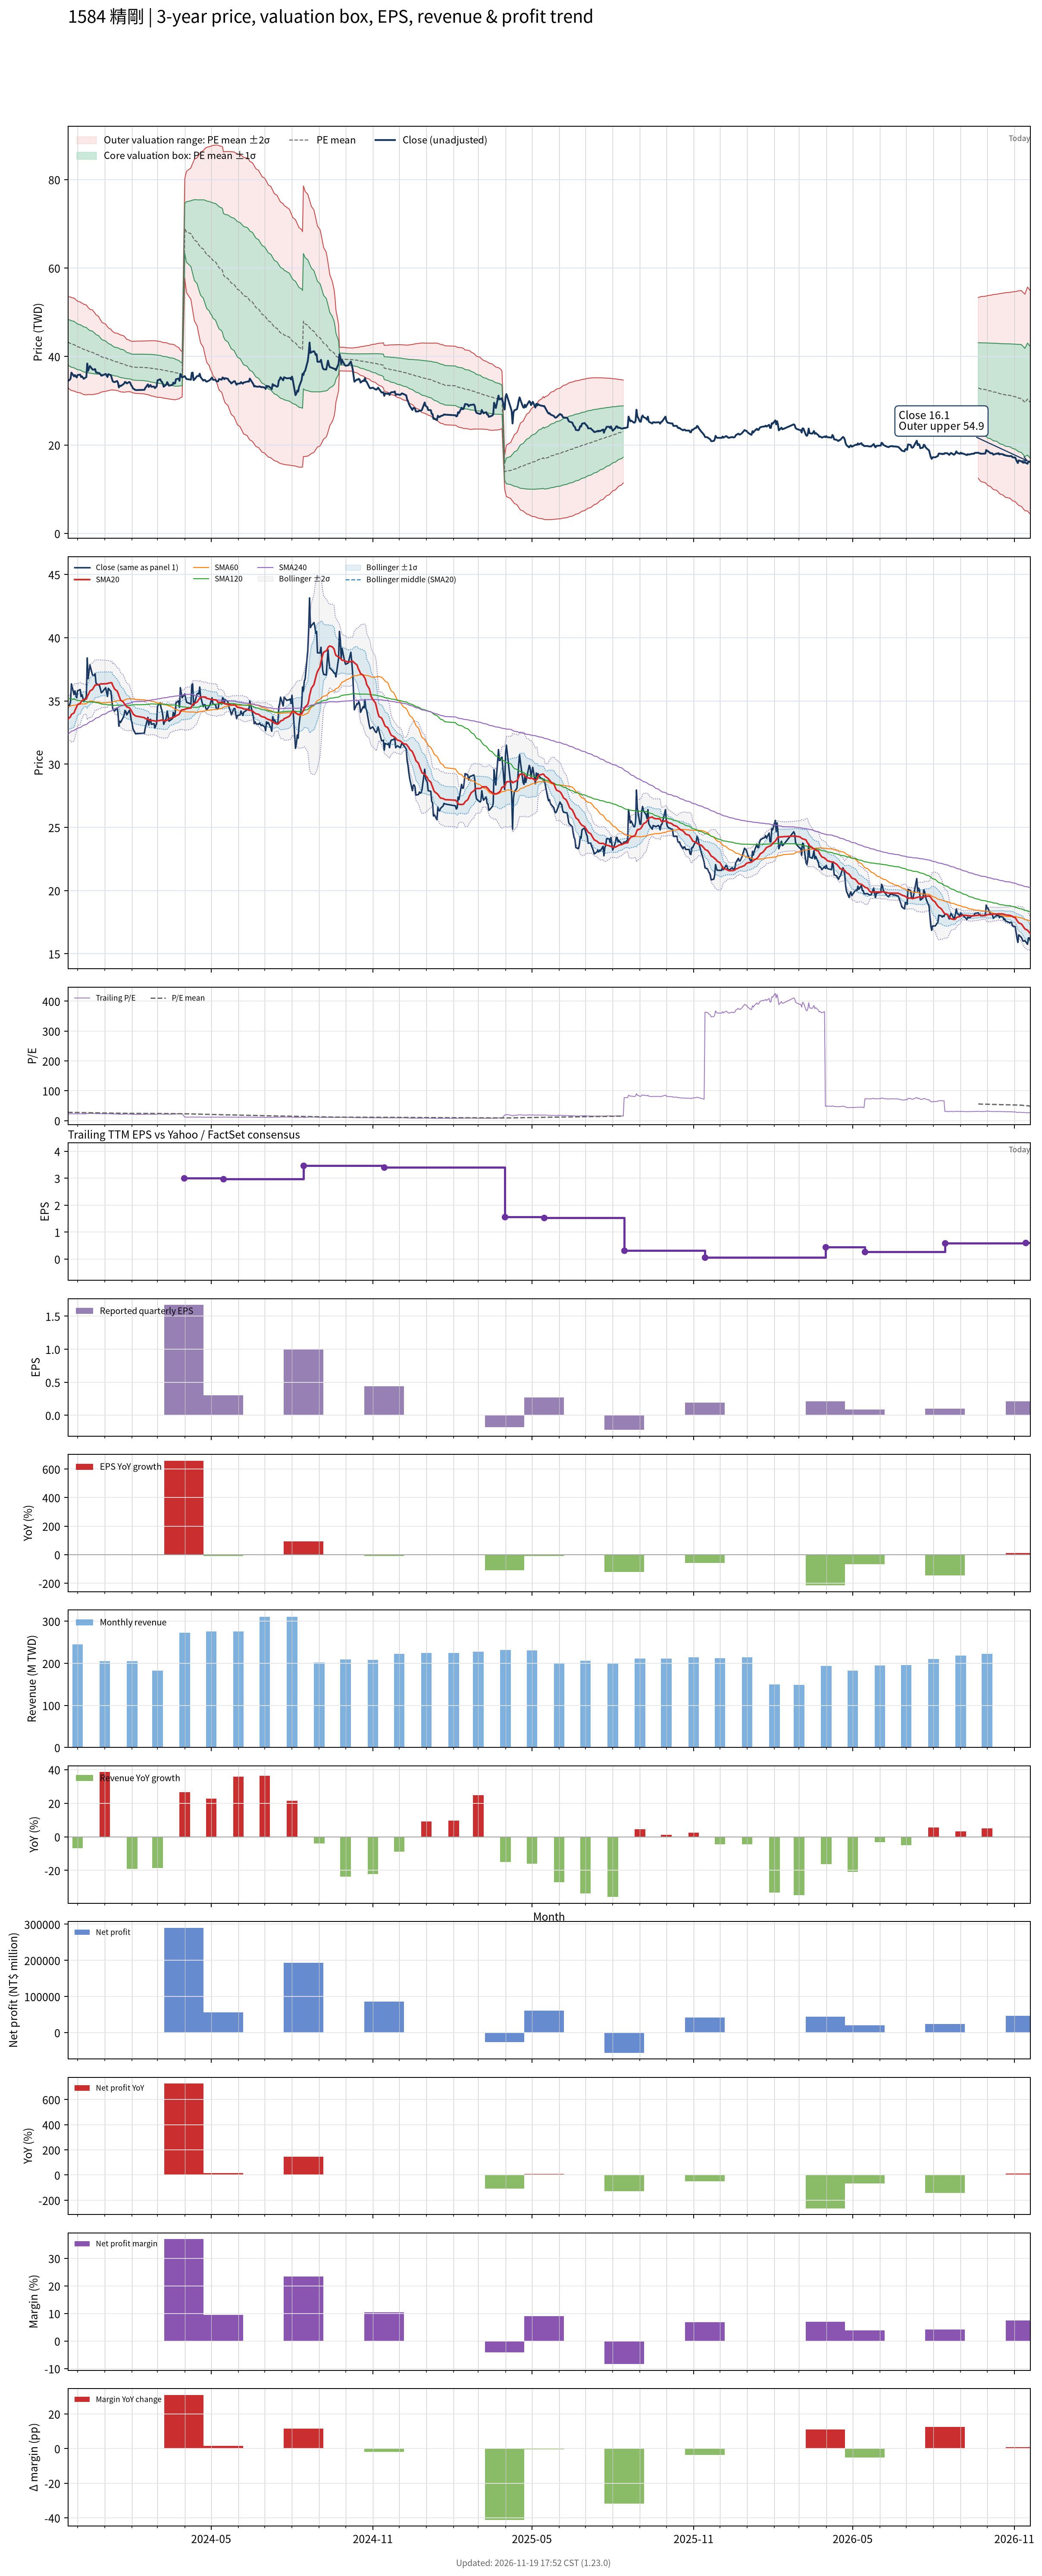 1584 精剛 | 3-year price, valuation box, EPS, revenue & profit trend
Outer valuation range: PE mean ±2σ
Core valuation box: PE mean ±1σ
PE mean
Close (unadjusted)
Today
Price (TWD)
80
60
40
20
0
Close 16.1
Outer upper 54.9
Close (same as panel 1)
SMA20
SMA60
SMA120
SMA240
Bollinger ±2σ
Bollinger ±1σ
Bollinger middle (SMA20)
Price
45
40
35
30
25
20
15
Trailing P/E
P/E mean
P/E
400
300
200
100
0
Trailing TTM EPS vs Yahoo / FactSet consensus
Today
EPS
4
3
2
1
0
Reported quarterly EPS
EPS
1.5
1.0
0.5
0.0
EPS YoY growth
YoY (%)
600
400
200
0
-200
Monthly revenue
Revenue (M TWD)
300
200
100
0
Revenue YoY growth
YoY (%)
40
20
0
-20
Month
Net profit
Net profit (NT$ million)
300000
200000
100000
0
Net profit YoY
YoY (%)
600
400
200
0
-200
Net profit margin
Margin (%)
30
20
10
0
-10
Margin YoY change
Δ margin (pp)
20
0
-20
-40
2024-05
2024-11
2025-05
2025-11
2026-05
2026-11
Updated: 2026-11-19 17:52 CST (1.23.0)